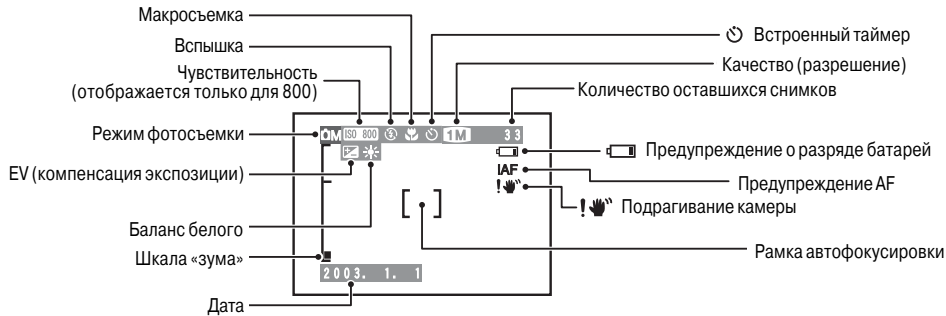 Макросъемка
Вспышка
Чувствительность
(отображается только для 800)
Режим фотосъемки
EV (компенсация экспозиции)
Баланс белого
Шкала «зума»
Дата
M ISO 800 1M 33
!AF
!
2003. 1. 1
Встроенный таймер
Качество (разрешение)
Количество оставшихся снимков
Предупреждение о разряде батарей
Предупреждение AF
! Подрагивание камеры
Рамка автофокусировки